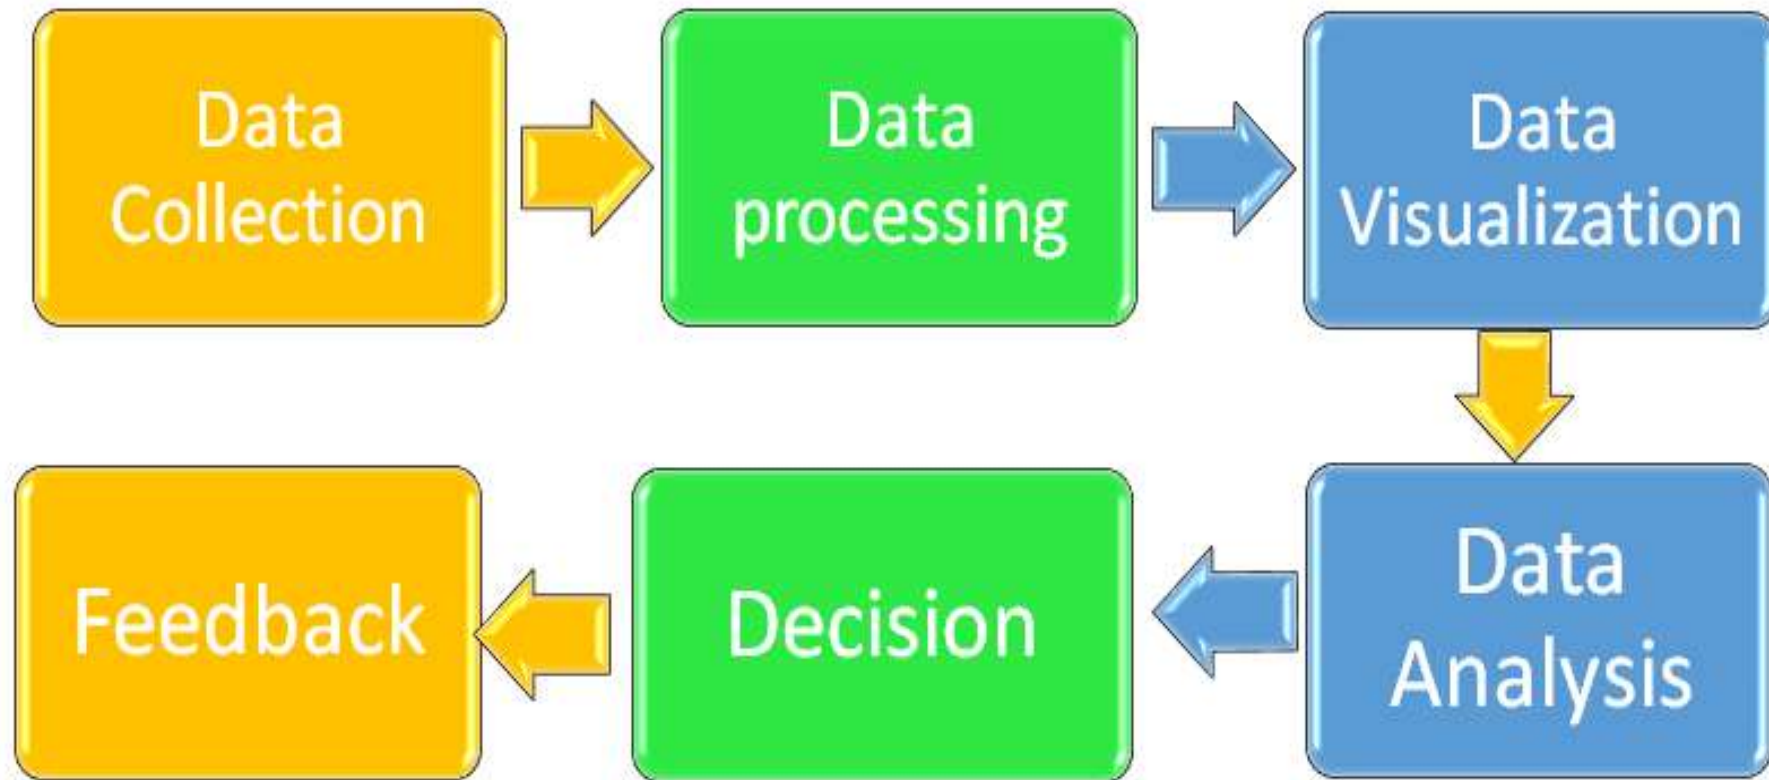 Data
Collection
Data
processing
Data
Visualization
Data
Analysis
Decision
Feedback